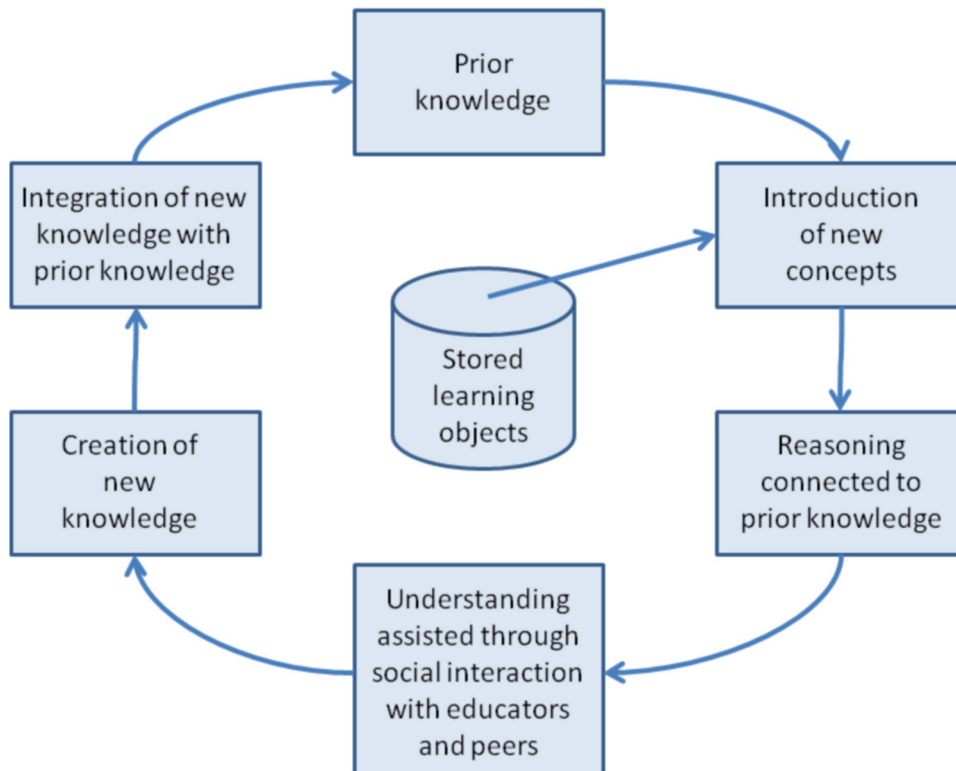 Prior
knowledge
Introduction
of new
concepts
Reasoning
connected to
prior knowledge
Understanding
assisted through
social interaction
with educators
and peers
Creation of
new
knowledge
Integration of new
knowledge with
prior knowledge
Stored
learning
objects